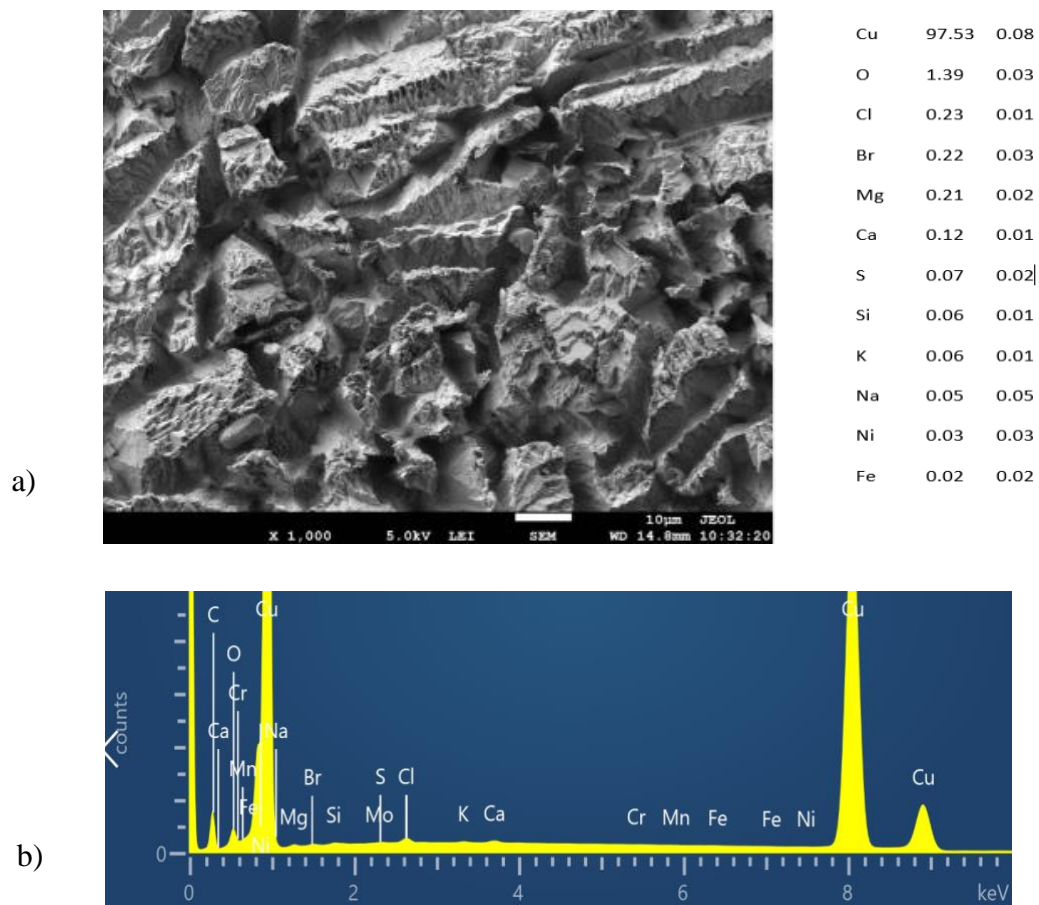 Cu 97.53 0.08
O 1.39 0.03
Cl 0.23 0.01
Br 0.22 0.03
Mg 0.21 0.02
Ca 0.12 0.01
S 0.07 0.02
Si 0.06 0.01
K 0.06 0.01
Na 0.05 0.05
Ni 0.03 0.03
Fe 0.02 0.02
a)
10µm JEOL
X 1,000 5.0kV LEI SEM WD 14.8mm 10:32:20
b)
counts
C Cu Cu
O
Cr
Ca Na
Mn Br S Cl Cu
Fe Mg Si Mo K Ca Cr Mn Fe Fe Ni
Ni
0
0 2 4 6 8 keV